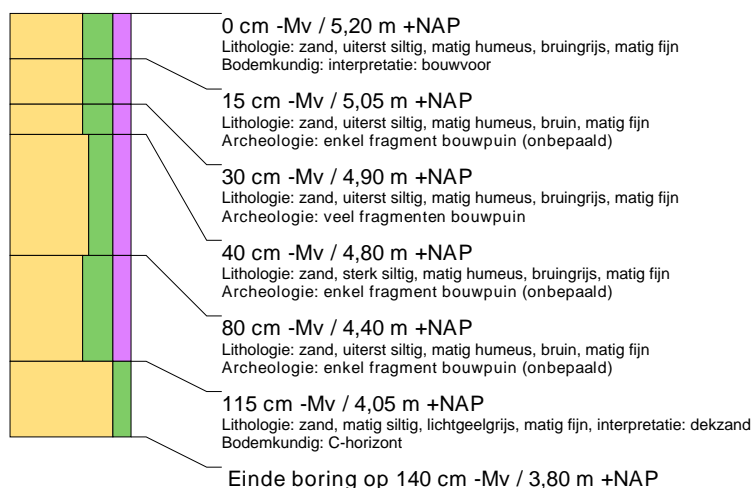 0 cm -Mv / 5,20 m +NAP
Lithologie: zand, uiterst siltig, matig humeus, bruingrijs, matig fijn
Bodemkundig: interpretatie: bouwvoor
15 cm -Mv / 5,05 m +NAP
Lithologie: zand, uiterst siltig, matig humeus, bruin, matig fijn
Archeologie: enkel fragment bouwpuin (onbepaald)
30 cm -Mv / 4,90 m +NAP
Lithologie: zand, uiterst siltig, matig humeus, bruingrijs, matig fijn
Archeologie: veel fragmenten bouwpuin
40 cm -Mv / 4,80 m +NAP
Lithologie: zand, sterk siltig, matig humeus, bruingrijs, matig fijn
Archeologie: enkel fragment bouwpuin (onbepaald)
80 cm -Mv / 4,40 m +NAP
Lithologie: zand, uiterst siltig, matig humeus, bruin, matig fijn
Archeologie: enkel fragment bouwpuin (onbepaald)
115 cm -Mv / 4,05 m +NAP
Lithologie: zand, matig siltig, lichtgeelgrijs, matig fijn, interpretatie: dekzand
Bodemkundig: C-horizont
Einde boring op 140 cm -Mv / 3,80 m +NAP